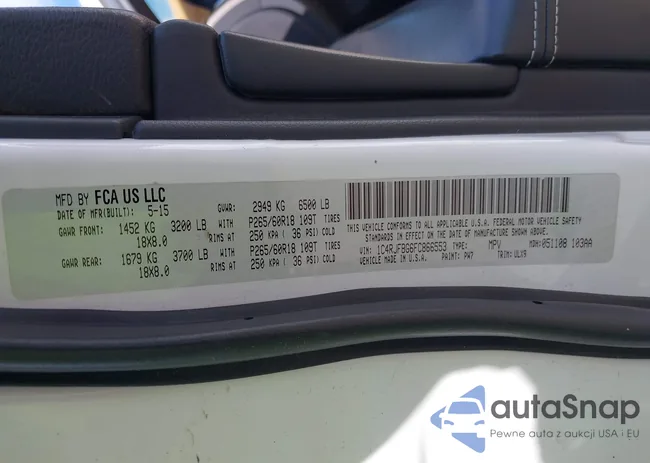 MFD BY FCA US LLC
DATE OF MFR(BUILT): 5-15 GVWR: 2949 KG 6500 LB
GAWR FRONT: 1452 KG 3200 LB WITH P265/60R18 109T TIRES
18X8.0 RIMS AT 250 KPA ( 36 PSI) COLD
GAWR REAR: 1679 KG 3700 LB WITH P265/60R18 109T TIRES
18X8.0 RIMS AT 250 KPA ( 36 PSI) COLD
THIS VEHICLE CONFORMS TO ALL APPLICABLE U.S.A. FEDERAL MOTOR VEHICLE SAFETY
STANDARDS IN EFFECT ON THE DATE OF MANUFACTURE SHOWN ABOVE.
VIN: 1C4RJFBG6FC866553 TYPE: MPV MDH: 051108 103AA
VEHICLE MADE IN U.S.A. PAINT: PW7 TRIM: ULX9
autaSnap
Pewne auta z aukcji USA i EU